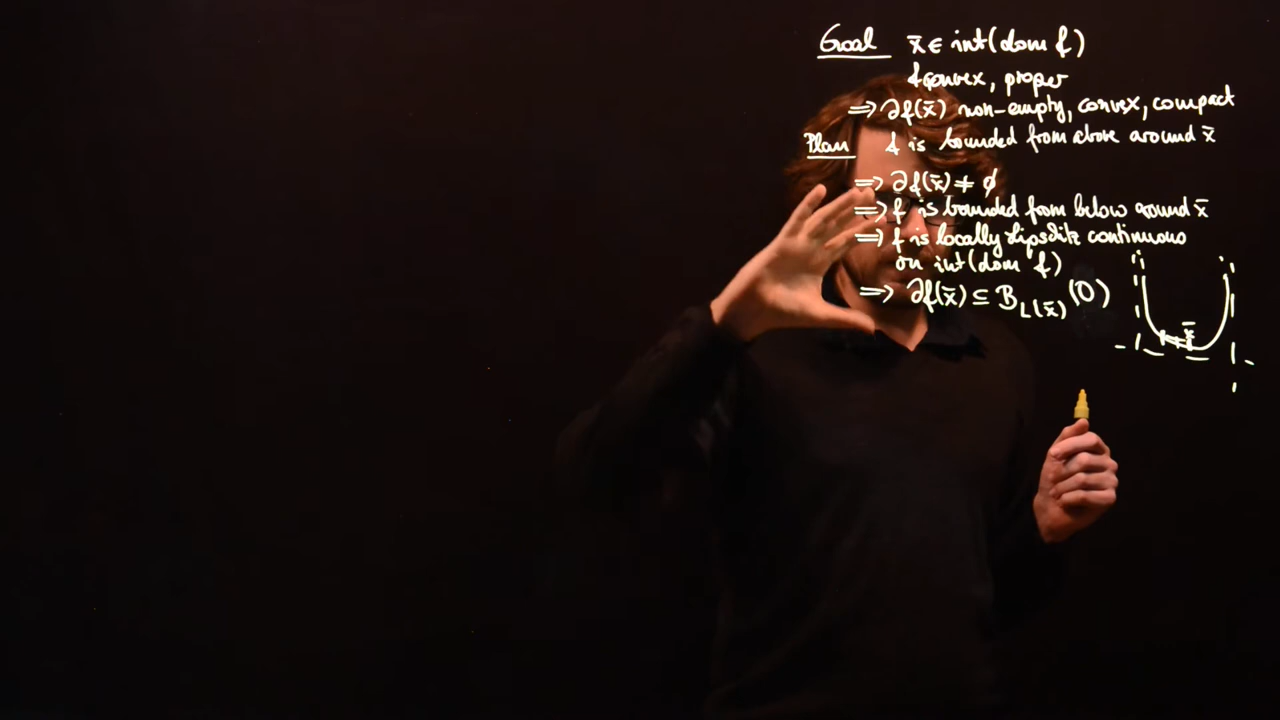 Goal x̄ ∈ int(dom f)
f convex, proper
⟹ ∂f(x̄) non-empty, convex, compact
Plan f is bounded from above around x̄
⟹ ∂f(x̄) ≠ ∅
⟹ f is bounded from below around x̄
⟹ f is locally Lipschitz continuous
on int(dom f)
⟹ ∂f(x̄) ⊆ B_{L(x̄)}(0)
x̄